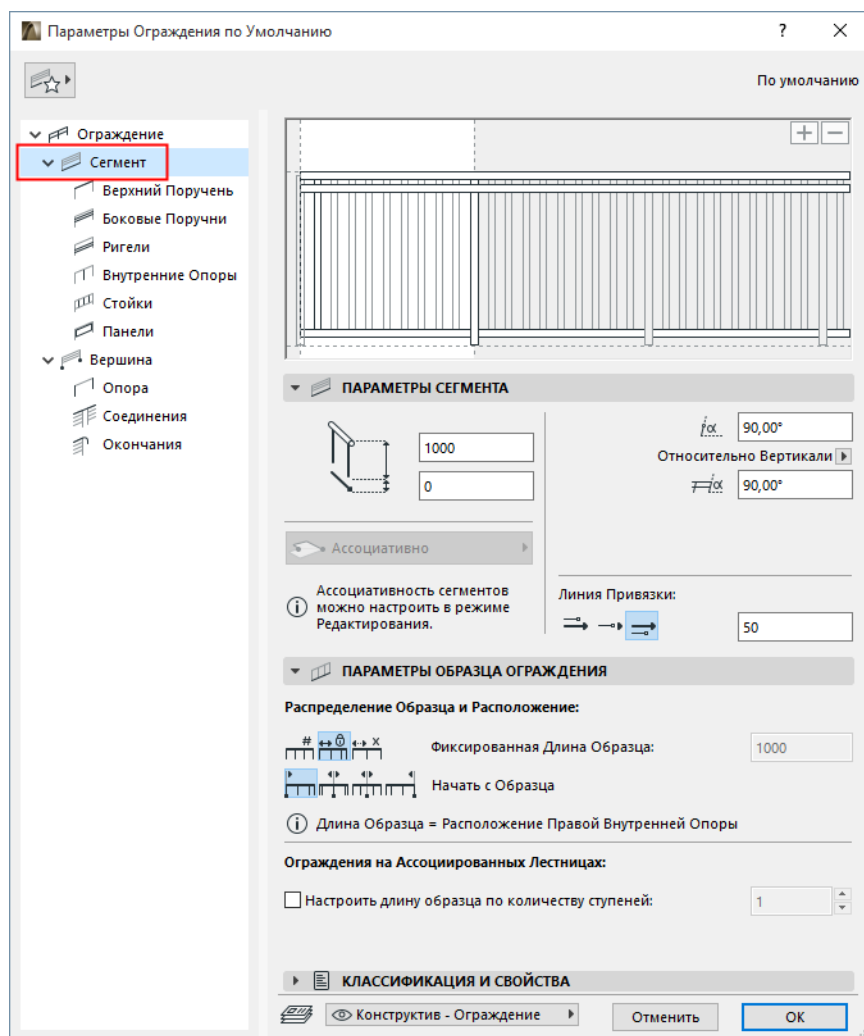 Параметры Ограждения по Умолчанию
?
По умолчанию
Ограждение
Сегмент
Верхний Поручень
Боковые Поручни
Ригели
Внутренние Опоры
Стойки
Панели
Вершина
Опора
Соединения
Окончания
ПАРАМЕТРЫ СЕГМЕНТА
1000
0
α 90,00°
Относительно Вертикали
α 90,00°
Ассоциативно
Ассоциативность сегментов
можно настроить в режиме
Редактирования.
Линия Привязки:
50
ПАРАМЕТРЫ ОБРАЗЦА ОГРАЖДЕНИЯ
Распределение Образца и Расположение:
# x
Фиксированная Длина Образца: 1000
Начать с Образца
Длина Образца = Расположение Правой Внутренней Опоры
Ограждения на Ассоциированных Лестницах:
Настроить длину образца по количеству ступеней: 1
КЛАССИФИКАЦИЯ И СВОЙСТВА
Конструктив - Ограждение
Отменить
ОК